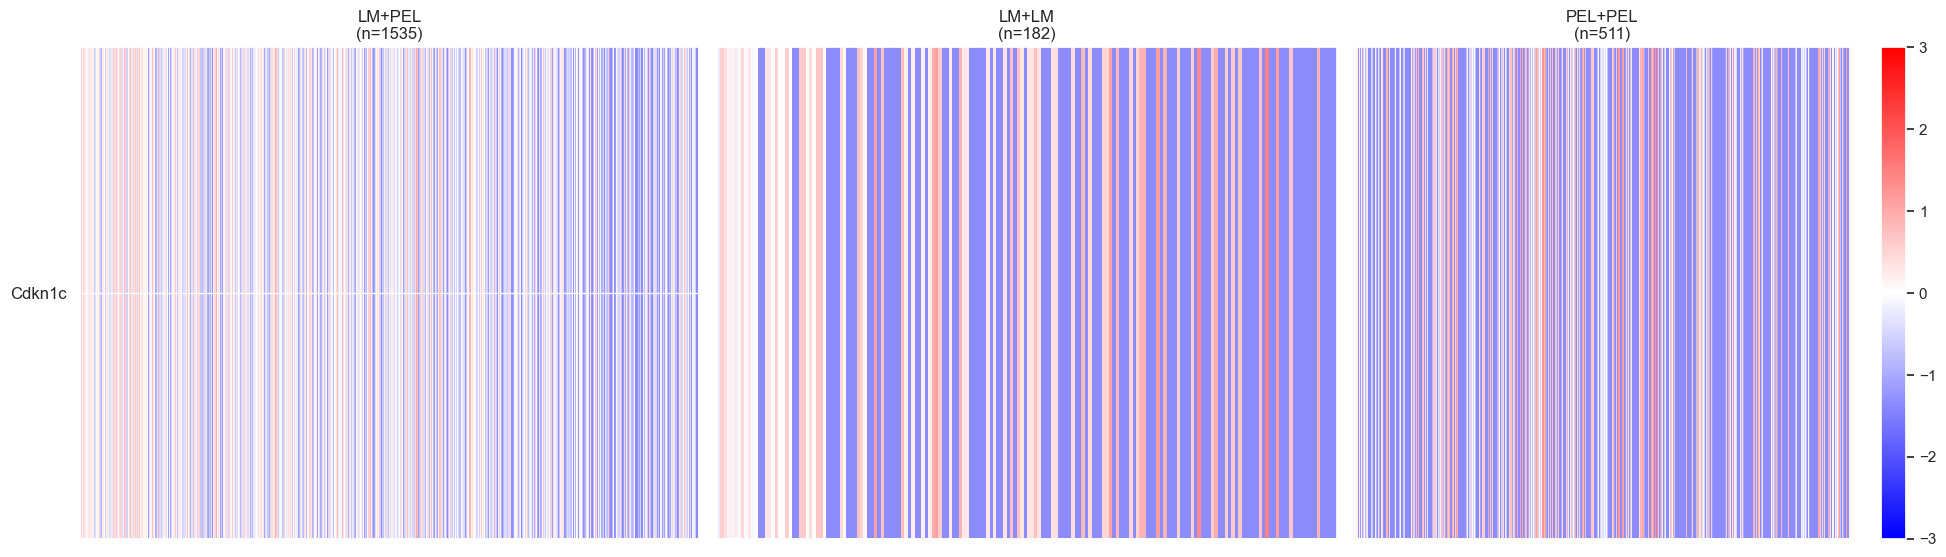 LM+PEL
(n=1535)
LM+LM
(n=182)
PEL+PEL
(n=511)
Cdkn1c
3
2
1
0
−1
−2
−3